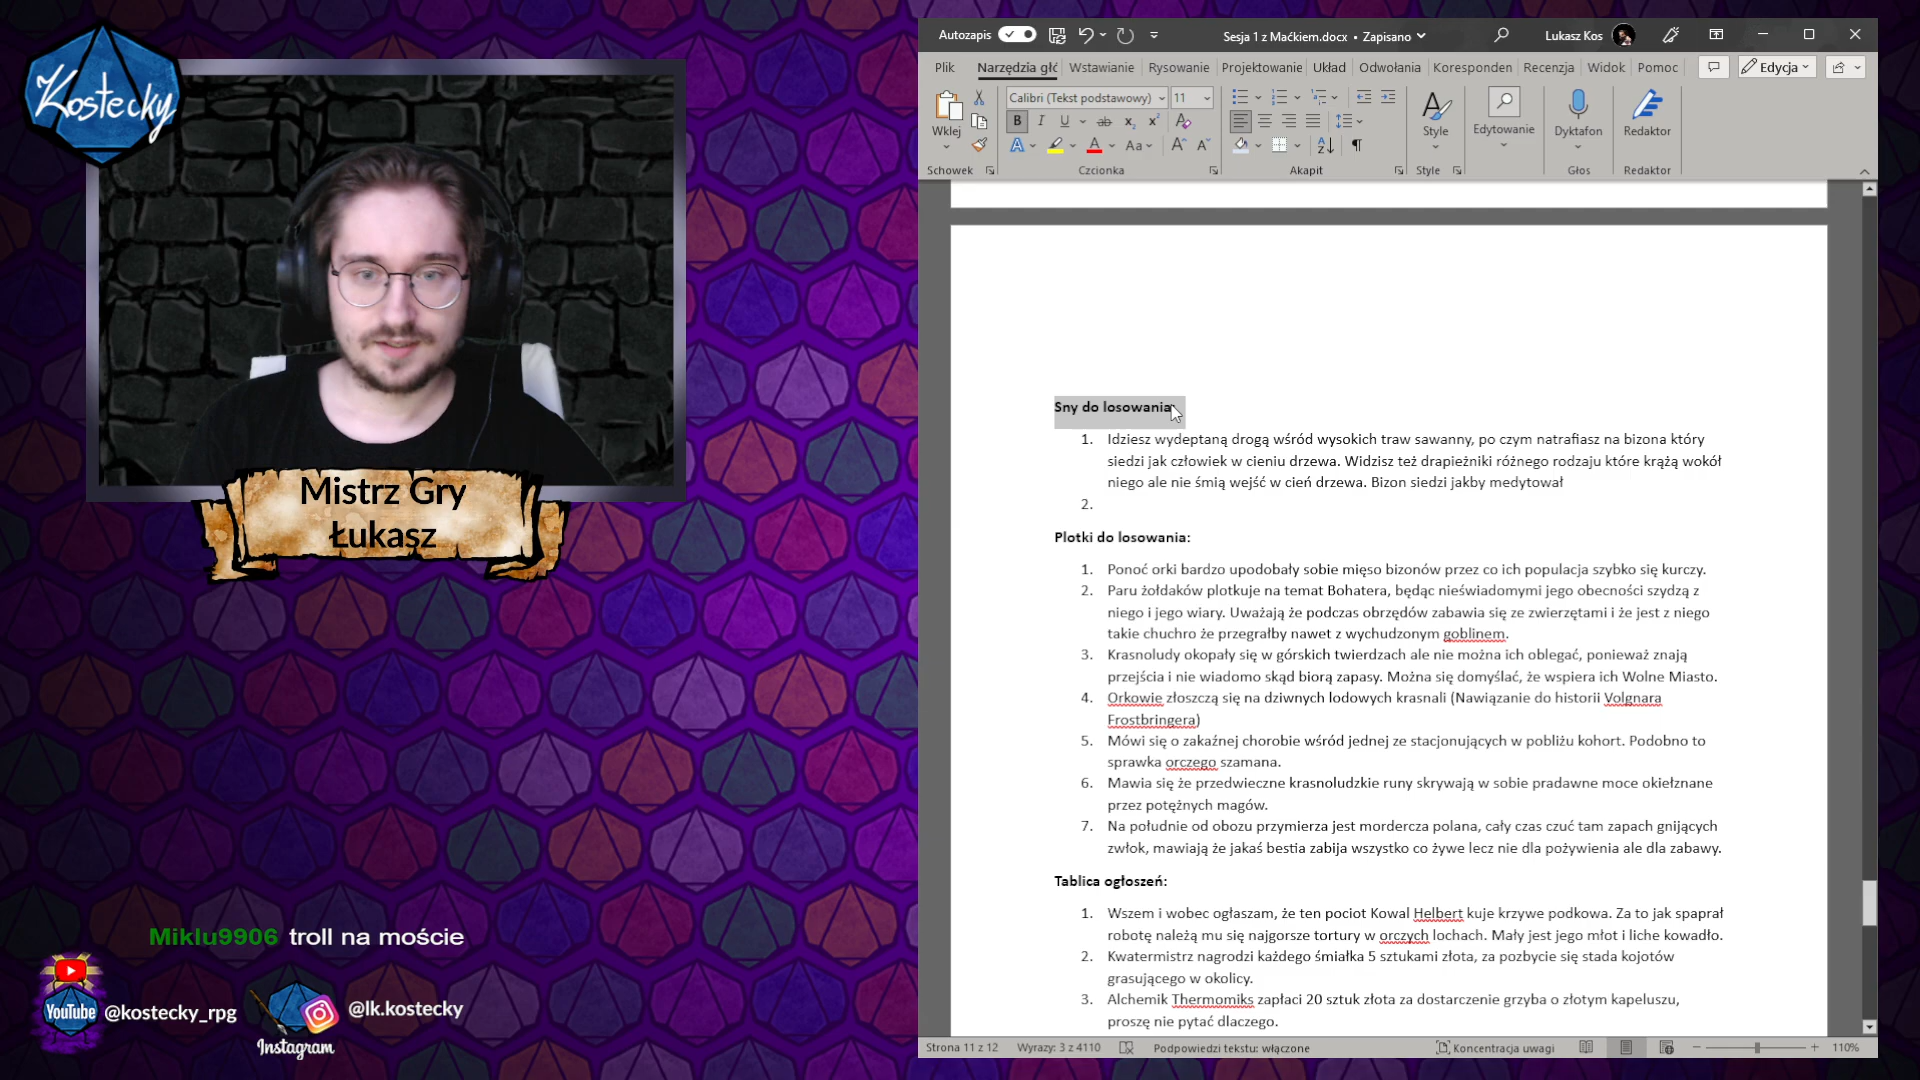 Kostecky
Mistrz Gry
Łukasz
Miklu9906 troll na moście
YouTube
@kostecky_rpg
Instagram
@lk.kostecky
Autozapis
Sesja 1 z Maćkiem.docx • Zapisano
Lukasz Kos
Plik
Narzędzia głó
Wstawianie
Rysowanie
Projektowanie
Układ
Odwołania
Koresponden
Recenzja
Widok
Pomoc
Edycja
Wklej
Calibri (Tekst podstawowy)
11
Style
Edytowanie
Dyktafon
Redaktor
Schowek
Czcionka
Akapit
Style
Głos
Redaktor
Sny do losowania:
1. Idziesz wydeptaną drogą wśród wysokich traw sawanny, po czym natrafiasz na bizona który
siedzi jak człowiek w cieniu drzewa. Widzisz też drapieżniki różnego rodzaju które krążą wokół
niego ale nie śmią wejść w cień drzewa. Bizon siedzi jakby medytował
2.
Plotki do losowania:
1. Ponoć orki bardzo upodobały sobie mięso bizonów przez co ich populacja szybko się kurczy.
2. Paru żołdaków plotkuje na temat Bohatera, będąc nieświadomymi jego obecności szydzą z
niego i jego wiary. Uważają że podczas obrzędów zabawia się ze zwierzętami i że jest z niego
takie chuchro że przegrałby nawet z wychudzonym goblinem.
3. Krasnoludy okopały się w górskich twierdzach ale nie można ich oblegać, ponieważ znają
przejścia i nie wiadomo skąd biorą zapasy. Można się domyślać, że wspiera ich Wolne Miasto.
4. Orkowie złoszczą się na dziwnych lodowych krasnali (Nawiązanie do historii Volgnara
Frostbringera)
5. Mówi się o zakaźnej chorobie wśród jednej ze stacjonujących w pobliżu kohort. Podobno to
sprawka orczego szamana.
6. Mawia się że przedwieczne krasnoludzkie runy skrywają w sobie pradawne moce okiełznane
przez potężnych magów.
7. Na południe od obozu przymierza jest mordercza polana, cały czas czuć tam zapach gnijących
zwłok, mawiają że jakaś bestia zabija wszystko co żywe lecz nie dla pożywienia ale dla zabawy.
Tablica ogłoszeń:
1. Wszem i wobec ogłaszam, że ten pociot Kowal Helbert kuje krzywe podkowa. Za to jak spaprał
robotę należą mu się najgorsze tortury w orczych lochach. Mały jest jego młot i liche kowadło.
2. Kwatermistrz nagrodzi każdego śmiałka 5 sztukami złota, za pozbycie się stada kojotów
grasującego w okolicy.
3. Alchemik Thermomiks zapłaci 20 sztuk złota za dostarczenie grzyba o złotym kapeluszu,
proszę nie pytać dlaczego.
Strona 11 z 12
Wyrazy: 3 z 4110
Podpowiedzi tekstu: włączone
Koncentracja uwagi
110%